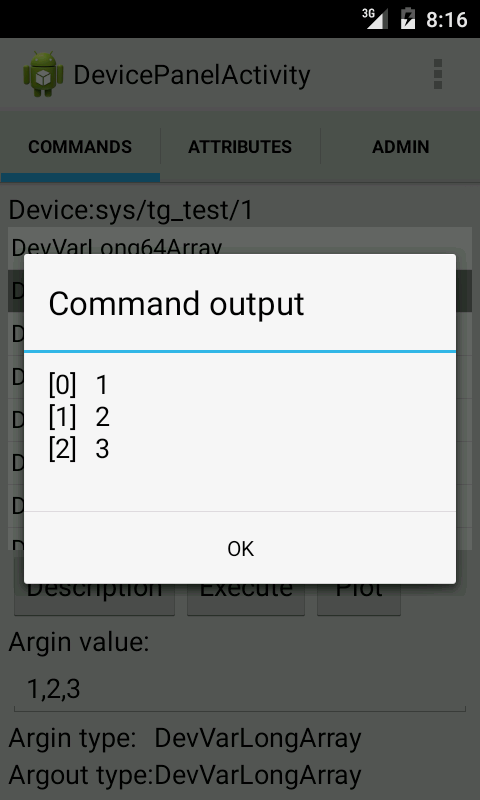 3G 8:16
DevicePanelActivity
COMMANDS ATTRIBUTES ADMIN
Device:sys/tg_test/1
DevVarLong64Array
D
Command output
D
[0] 1
D
[1] 2
D
[2] 3
D
D
OK
D
Description Execute Plot
Argin value:
1,2,3
Argin type: DevVarLongArray
Argout type:DevVarLongArray